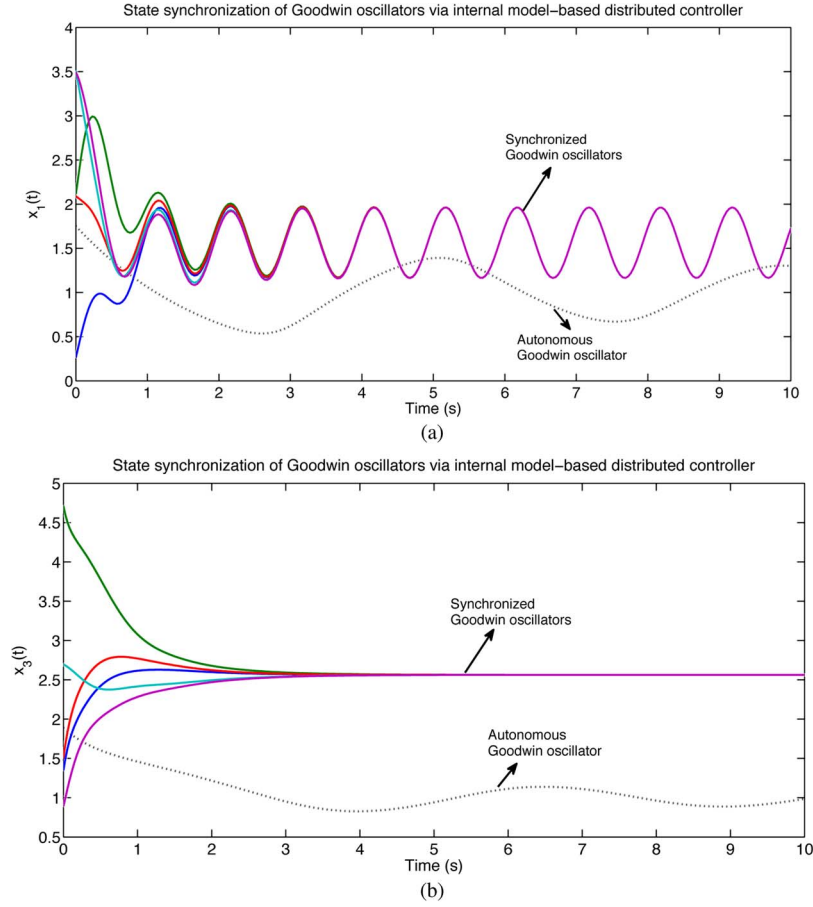 State synchronization of Goodwin oscillators via internal model−based distributed controller
4
3.5
3
2.5
2
1.5
1
0.5
0
x1(t)
Synchronized
Goodwin oscillators
Autonomous
Goodwin oscillator
0 1 2 3 4 5 6 7 8 9 10
Time (s)
(a)
State synchronization of Goodwin oscillators via internal model−based distributed controller
5
4.5
4
3.5
3
2.5
2
1.5
1
0.5
x3(t)
Synchronized
Goodwin oscillators
Autonomous
Goodwin oscillator
0 1 2 3 4 5 6 7 8 9 10
Time (s)
(b)